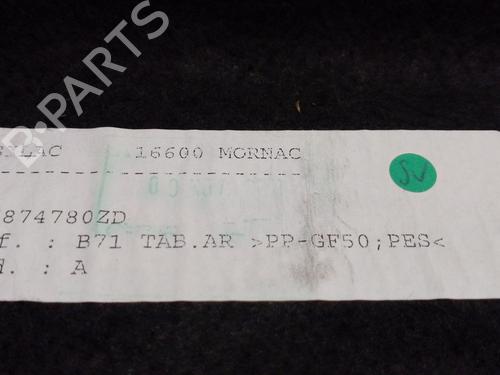 16600 MORNAC
SV
874780ZD
f. : B71 TAB.AR >PP-GF50;PES<
d. : A
B-PARTS